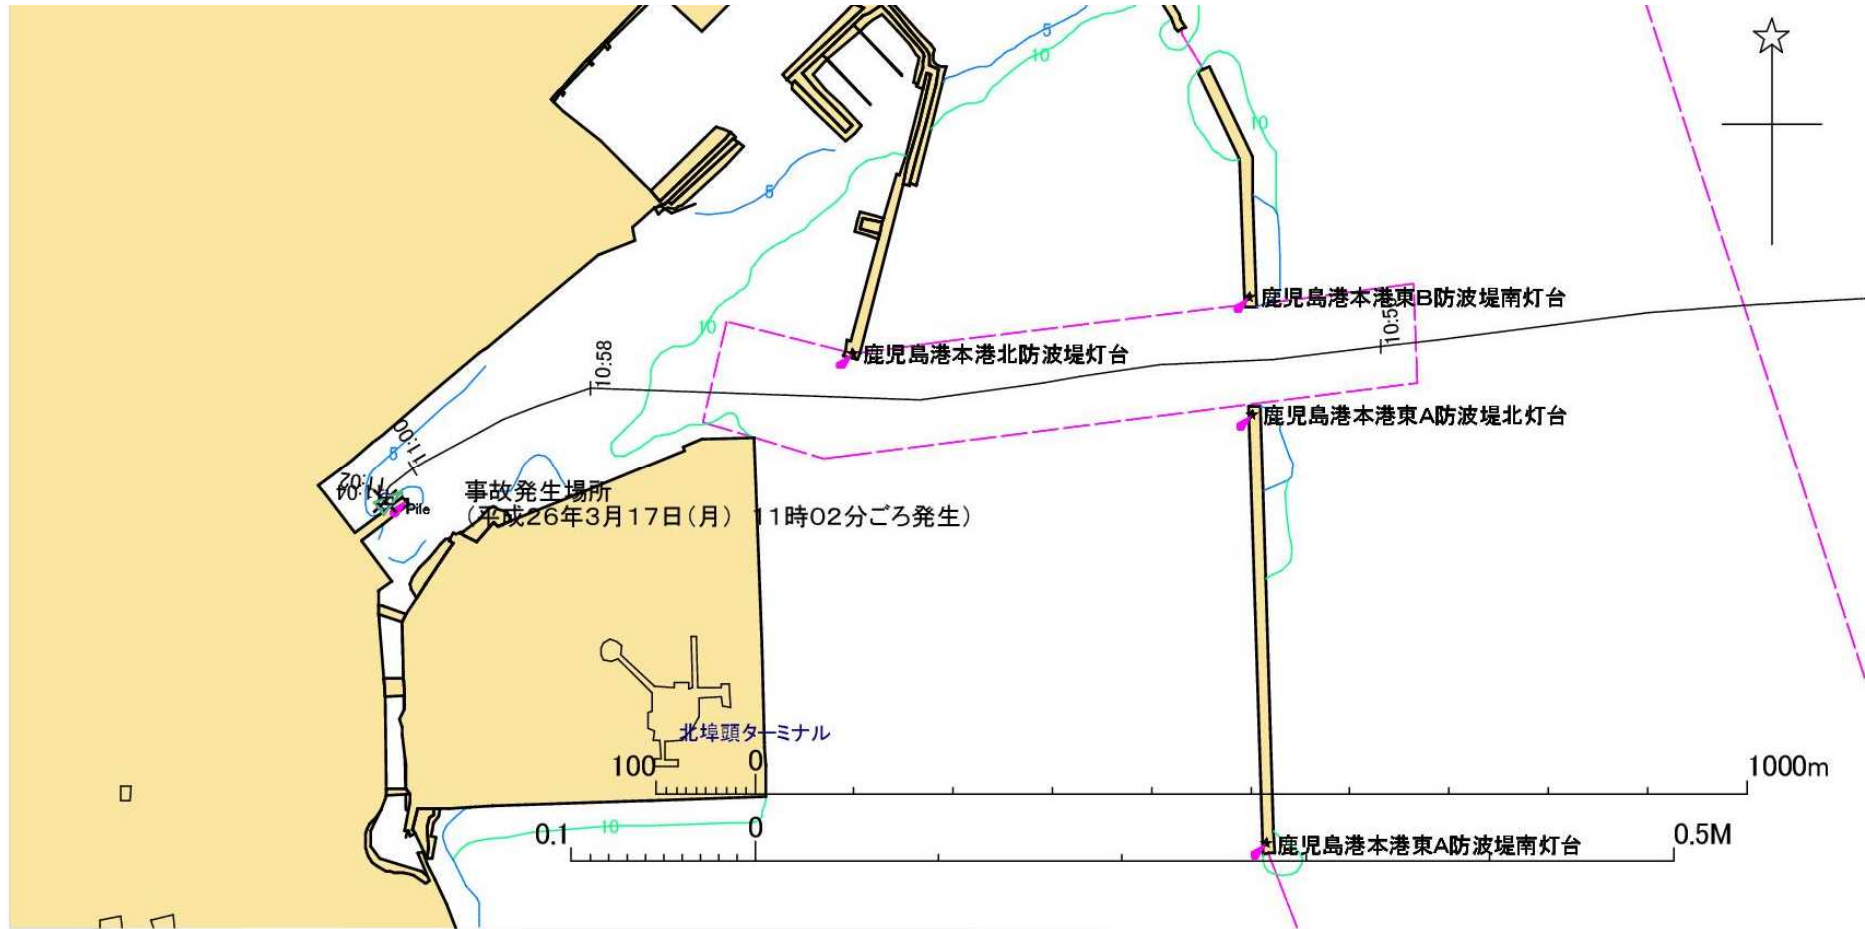 5
10
10
5
鹿児島港本港東B防波堤南灯台
10
鹿児島港本港北防波堤灯台
10:58
鹿児島港本港東A防波堤北灯台
11:00
5
11:02
11:04
Pile
事故発生場所
(平成26年3月17日(月) 11時02分ごろ発生)
北埠頭ターミナル
100
0
1000m
10
0.1
0
0.5M
鹿児島港本港東A防波堤南灯台